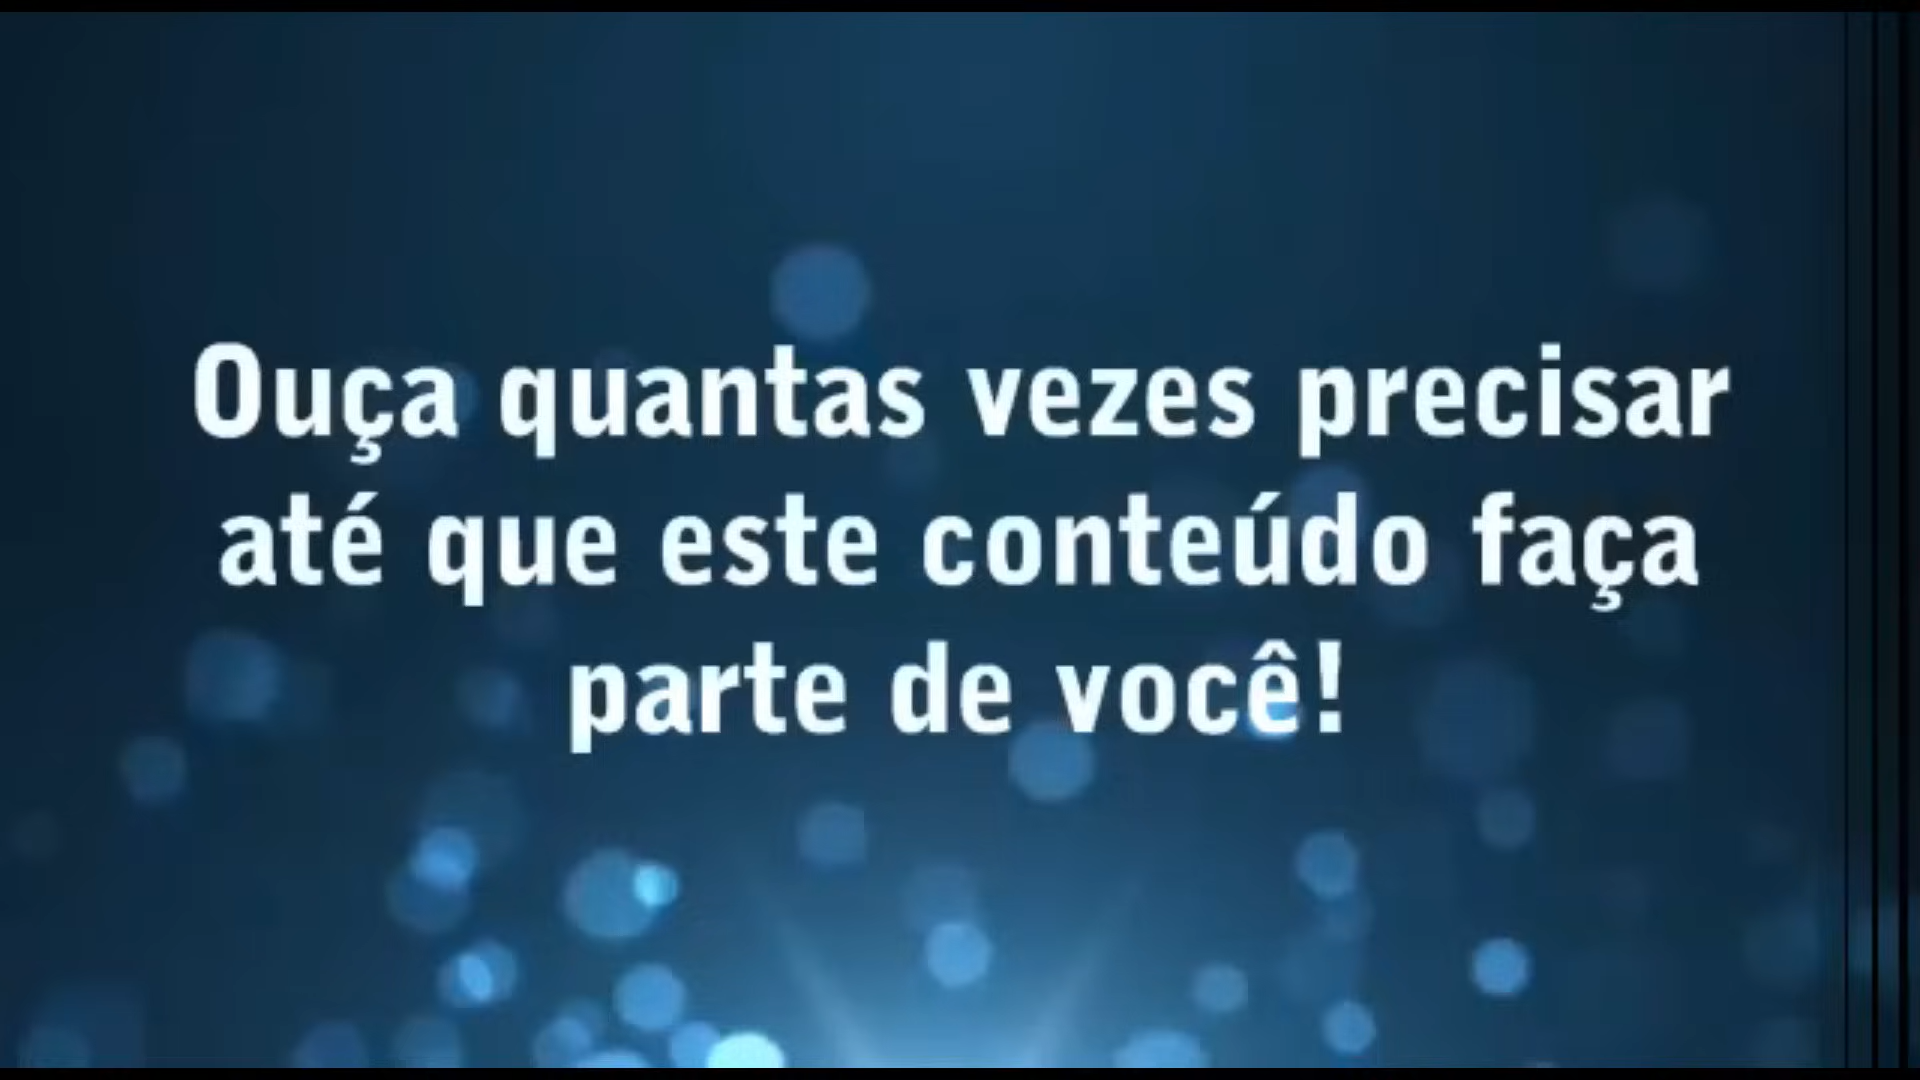 Ouça quantas vezes precisar
até que este conteúdo faça
parte de você!